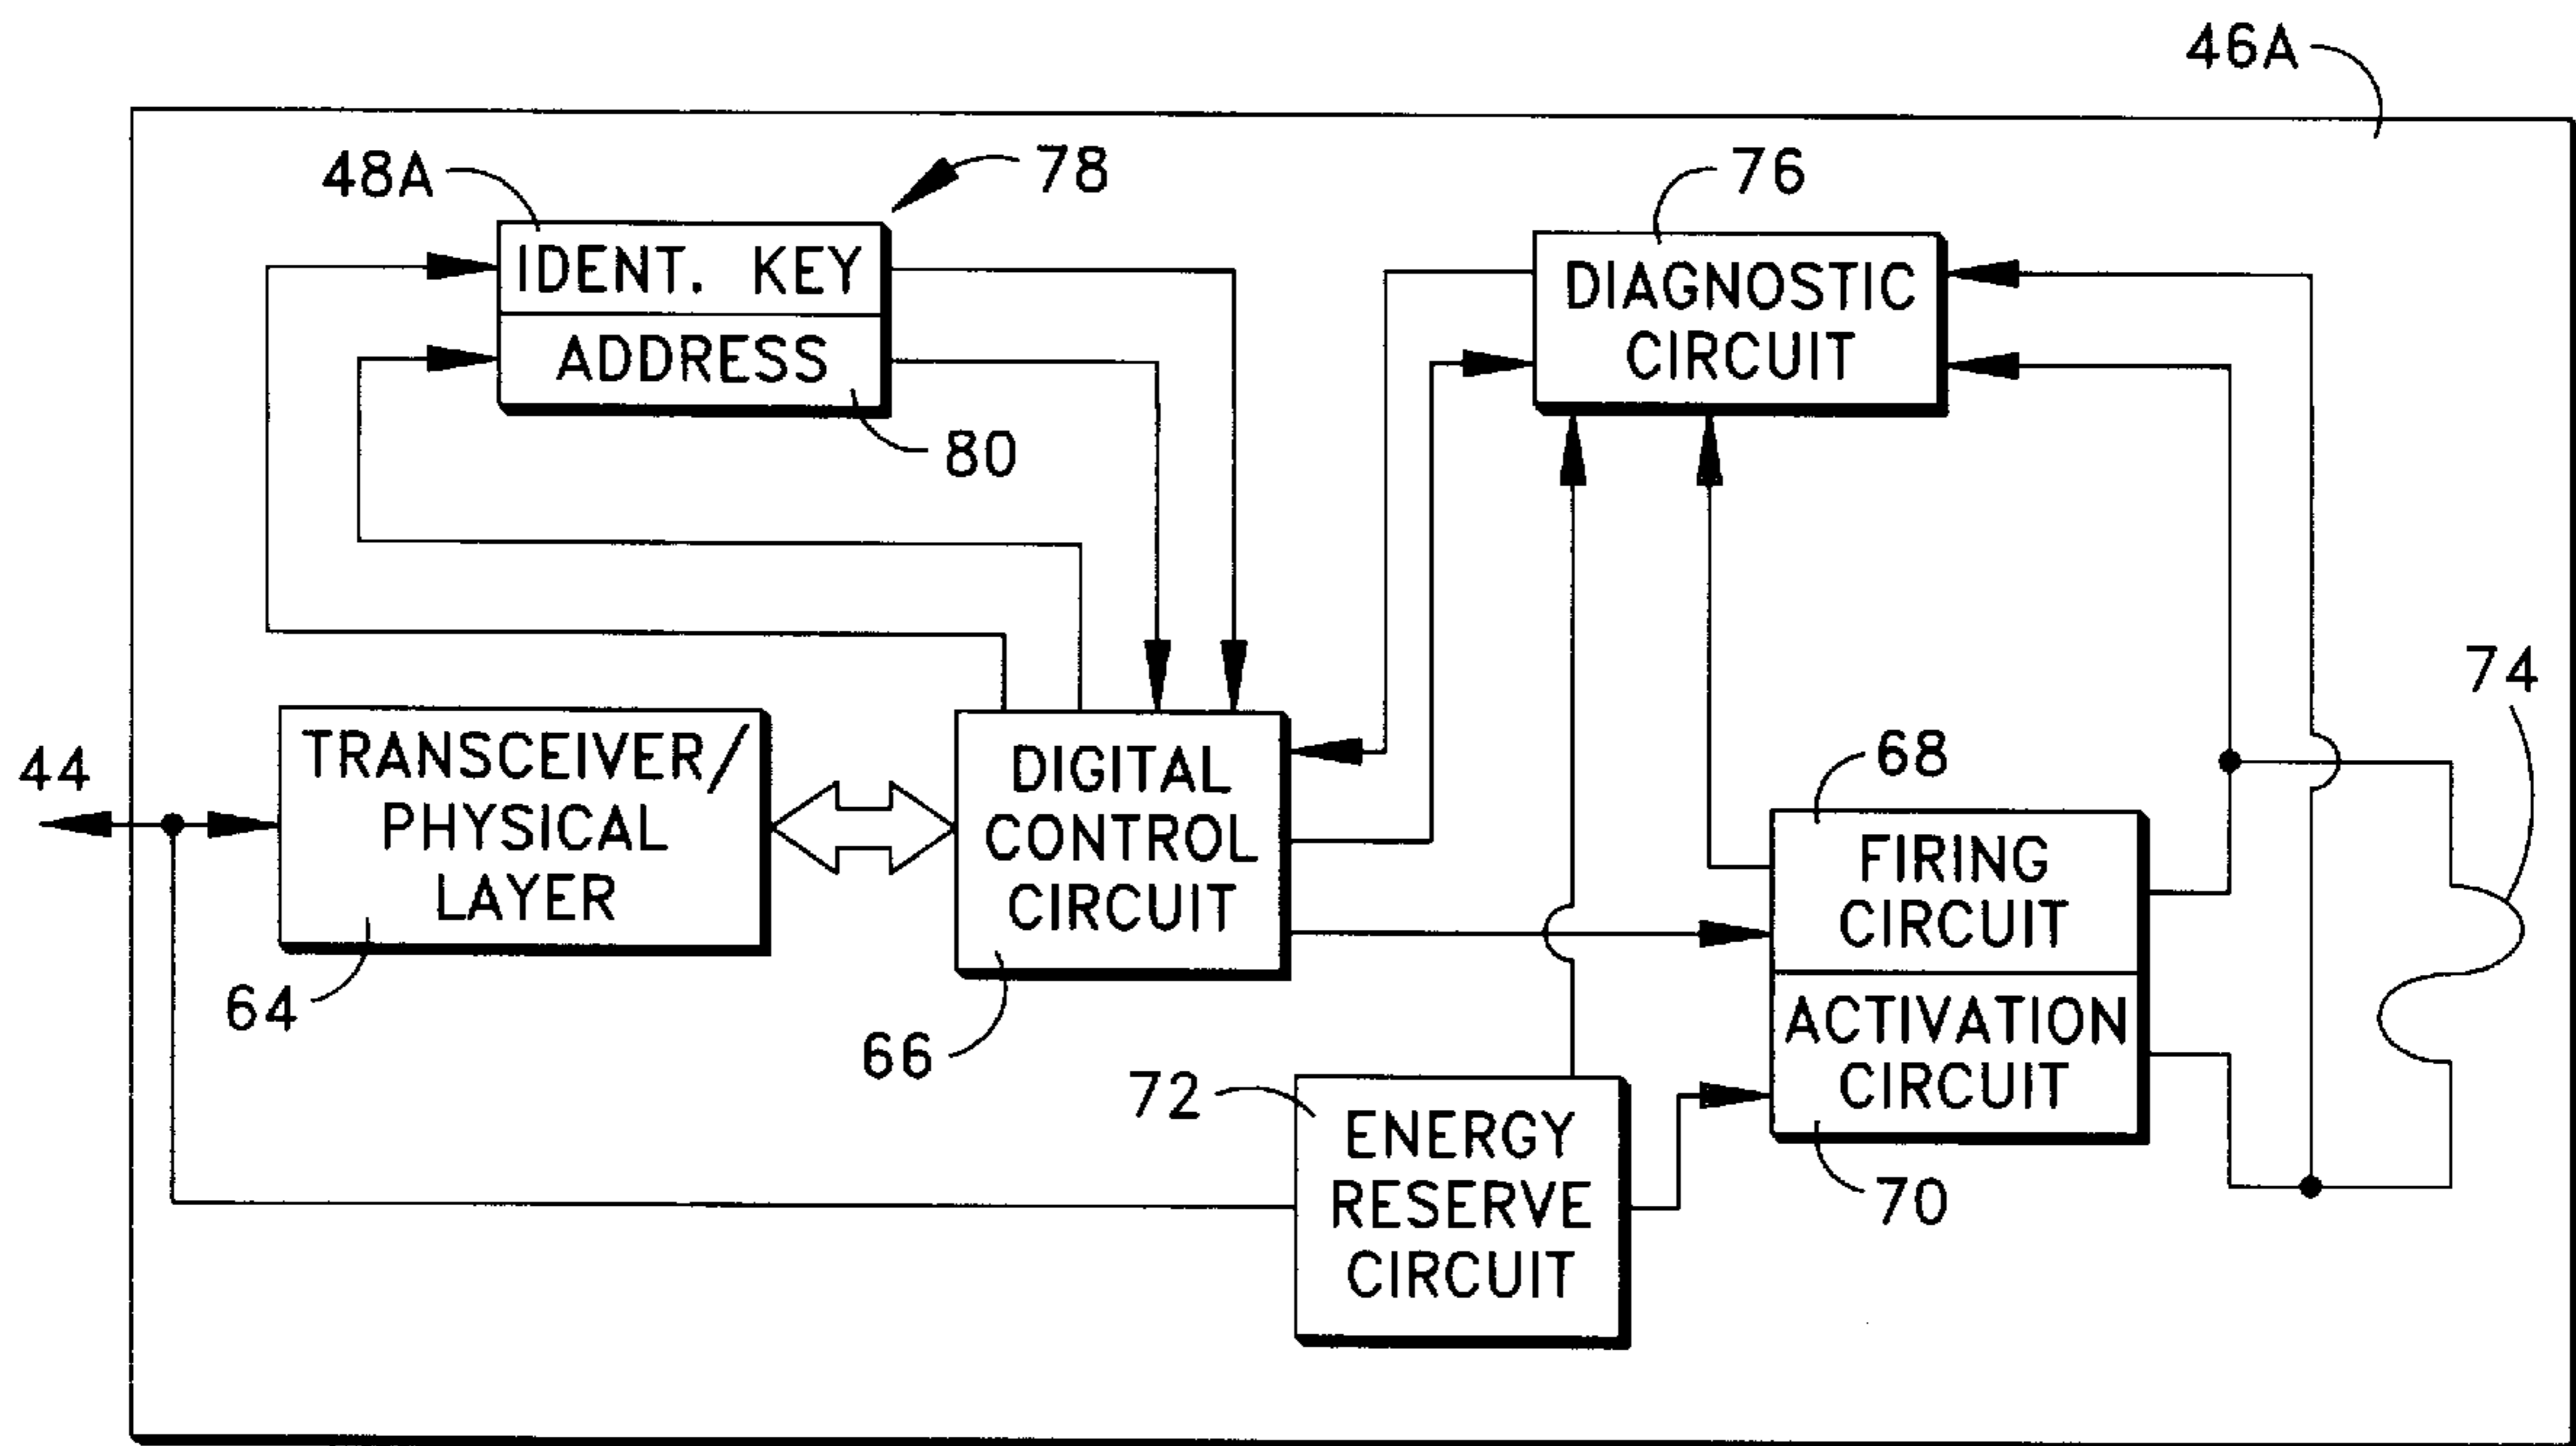 46A
48A
78
76
IDENT. KEY
ADDRESS
80
DIAGNOSTIC
CIRCUIT
74
44
TRANSCEIVER/
PHYSICAL
LAYER
64
DIGITAL
CONTROL
CIRCUIT
66
68
FIRING
CIRCUIT
ACTIVATION
CIRCUIT
70
72
ENERGY
RESERVE
CIRCUIT